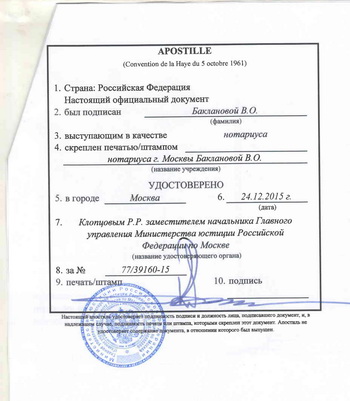 APOSTILLE
(Convention de la Haye du 5 octobre 1961)
1. Страна: Российская Федерация
Настоящий официальный документ
2. был подписан Баклановой В.О.
(фамилия)
3. выступающим в качестве нотариуса
4. скреплен печатью/штампом
нотариуса г. Москвы Баклановой В.О.
(название учреждения)
УДОСТОВЕРЕНО
5. в городе Москва 6. 24.12.2015 г.
(дата)
7. Клопцовым Р.Р. заместителем начальника Главного
управления Министерства юстиции Российской
Федерации по Москве
(название удостоверяющего органа)
8. за № 77/39160-15
9. печать/штамп 10. подпись
Настоящий апостиль удостоверяет подлинность подписи и должность лица, подписавшего документ, и, в
надлежащем случае, подлинность печати или штампа, которыми скреплен этот документ. Апостиль не
удостоверяет содержание документа, в отношении которого был выпущен